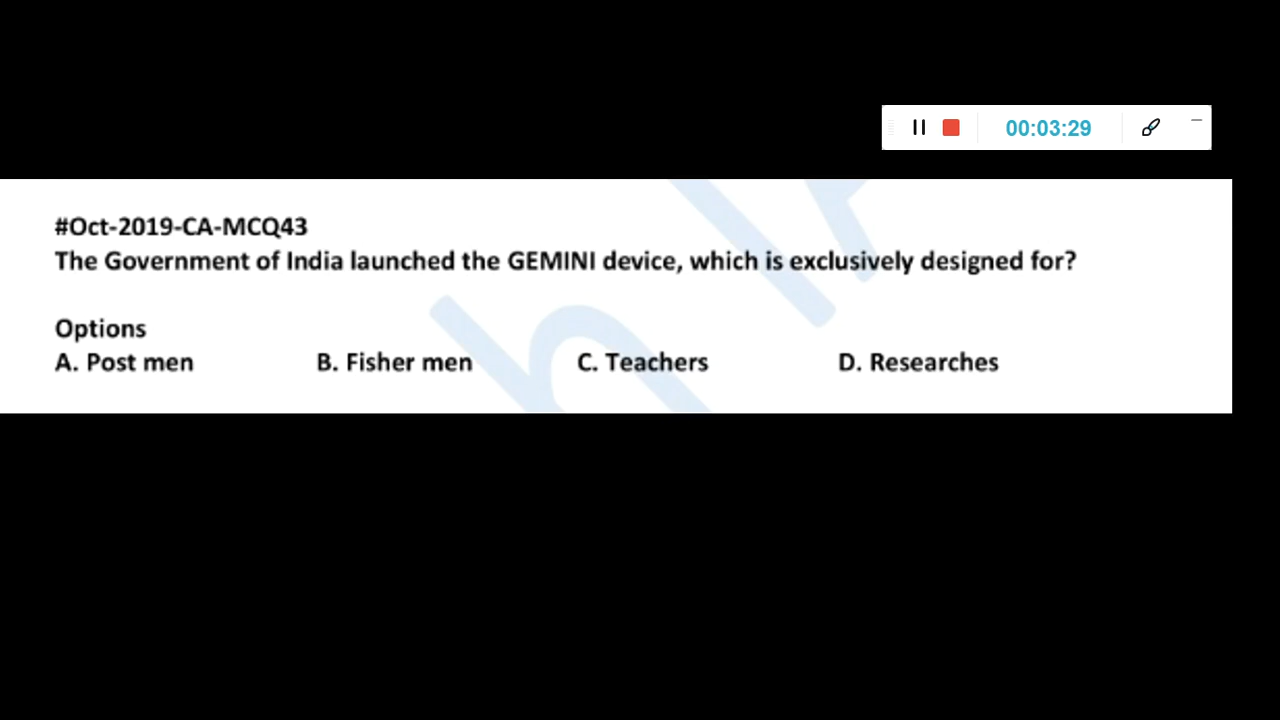 00:03:29
#Oct-2019-CA-MCQ43
The Government of India launched the GEMINI device, which is exclusively designed for?
Options
A. Post men B. Fisher men C. Teachers D. Researches